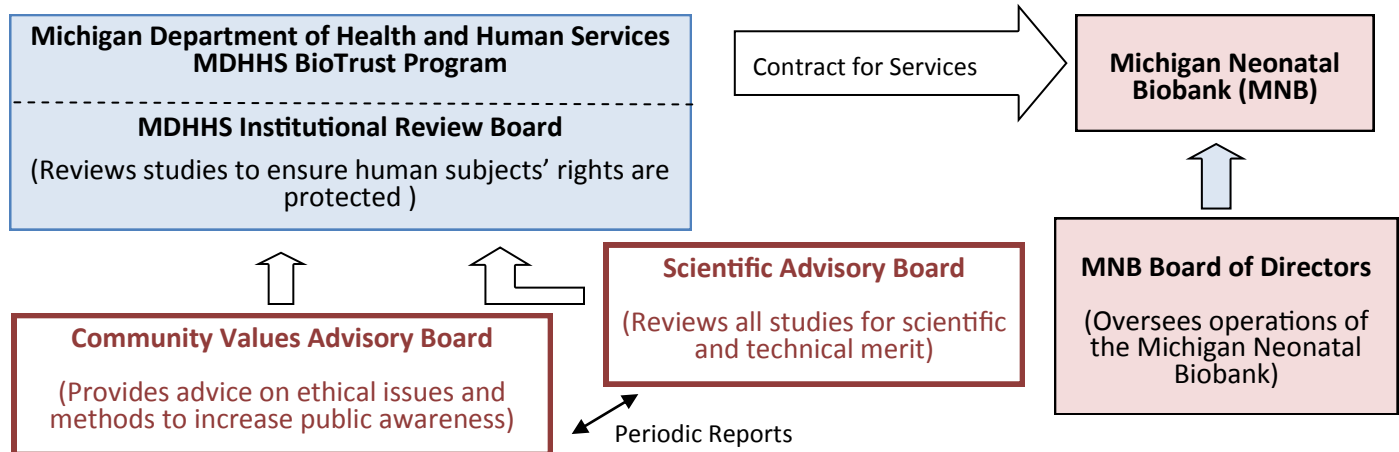 Michigan Department of Health and Human Services
MDHHS BioTrust Program
MDHHS Institutional Review Board
(Reviews studies to ensure human subjects’ rights are
protected )
Contract for Services
Michigan Neonatal
Biobank (MNB)
Scientific Advisory Board
(Reviews all studies for scientific
and technical merit)
MNB Board of Directors
(Oversees operations of
the Michigan Neonatal
Biobank)
Community Values Advisory Board
(Provides advice on ethical issues and
methods to increase public awareness)
Periodic Reports